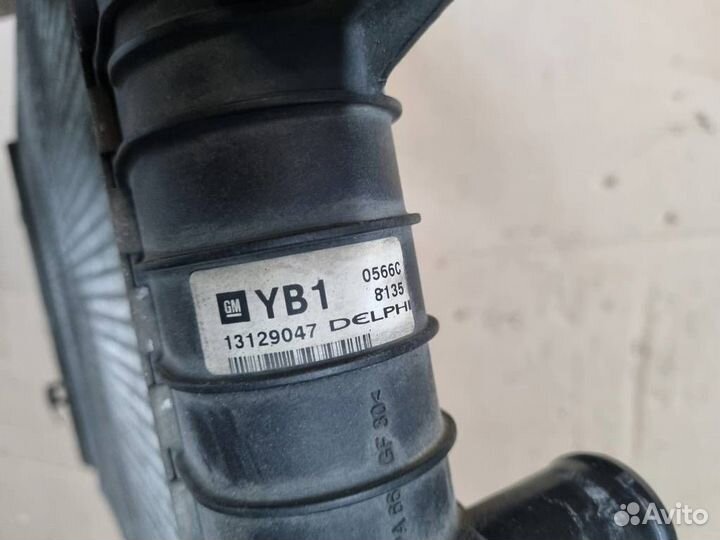 GM YB1 0566C
8135
13129047 DELPHI
GF 30<
Avito